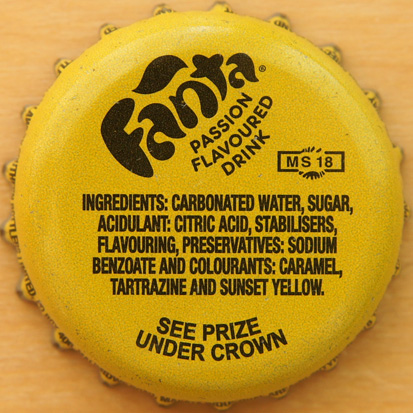 Fanta®
PASSION
FLAVOURED
DRINK
MS 18
INGREDIENTS: CARBONATED WATER, SUGAR,
ACIDULANT: CITRIC ACID, STABILISERS,
FLAVOURING, PRESERVATIVES: SODIUM
BENZOATE AND COLOURANTS: CARAMEL,
TARTRAZINE AND SUNSET YELLOW.
SEE PRIZE
UNDER CROWN